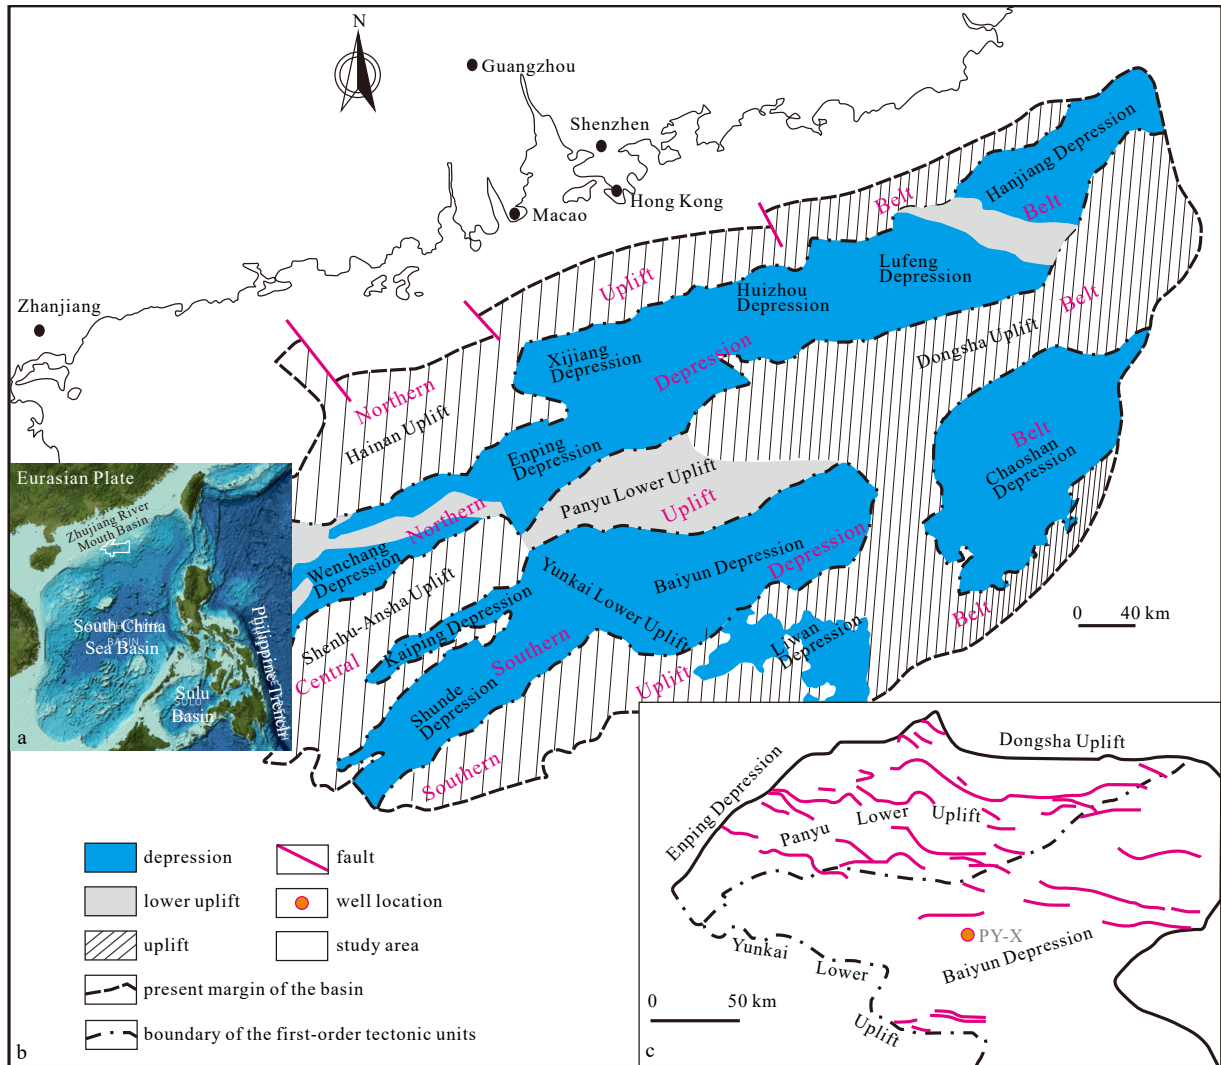 N
Guangzhou
Shenzhen
Hong Kong
Macao
Zhanjiang
Hanjiang Depression
Belt
Belt
Lufeng
Depression
Uplift
Huizhou
Depression
Belt
Dongsha Uplift
Xijiang
Depression
Depression
Northern
Hainan Uplift
Belt
Chaoshan
Depression
Enping
Depression
Panyu Lower Uplift
Uplift
Northern
Wenchang
Depression
Yunkai Lower Uplift
Baiyun Depression
Depression
Shenhu-Ansha Uplift
Kaiping Depression
Central
Southern
Shunde
Depression
Liwan
Depression
Belt
Uplift
Southern
0 40 km
Eurasian Plate
Zhujiang River
Mouth Basin
South China
BASIN
Sea Basin
Sulu
SULU
Basin
Philippine Trench
a
depression
fault
lower uplift
well location
uplift
study area
present margin of the basin
boundary of the first-order tectonic units
b
Dongsha Uplift
Enping Depression
Panyu Lower Uplift
PY-X
Baiyun Depression
Yunkai Lower Uplift
0 50 km
c